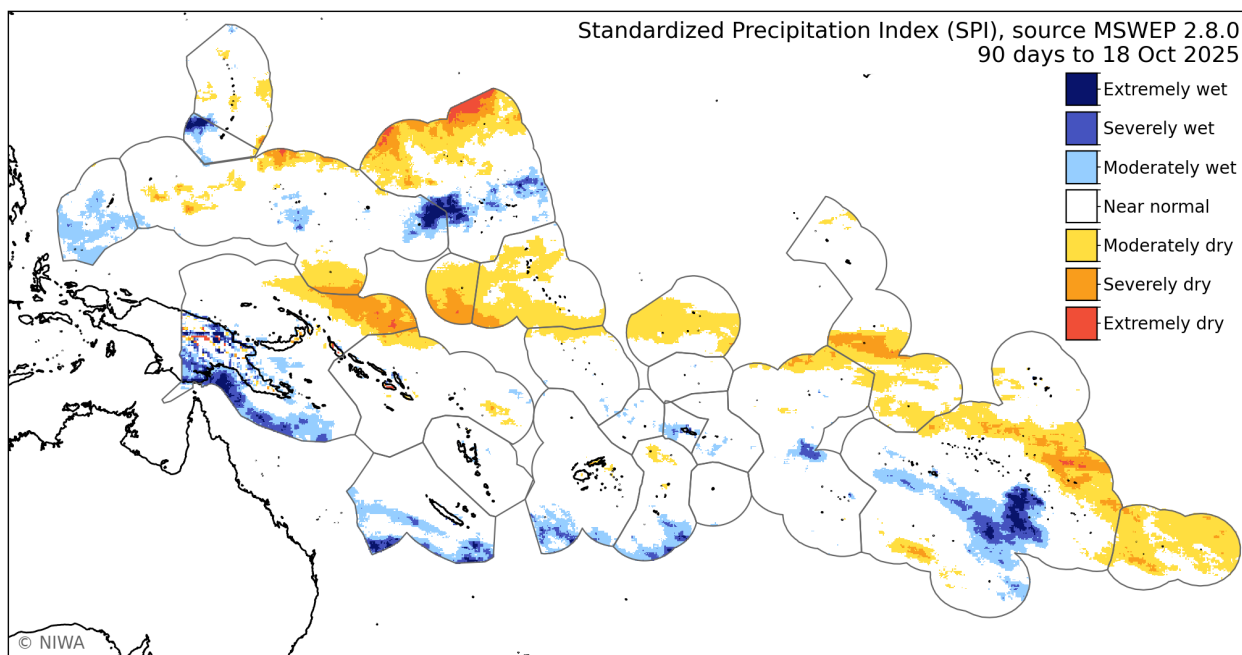 Standardized Precipitation Index (SPI), source MSWEP 2.8.0
90 days to 18 Oct 2025
Extremely wet
Severely wet
Moderately wet
Near normal
Moderately dry
Severely dry
Extremely dry
© NIWA